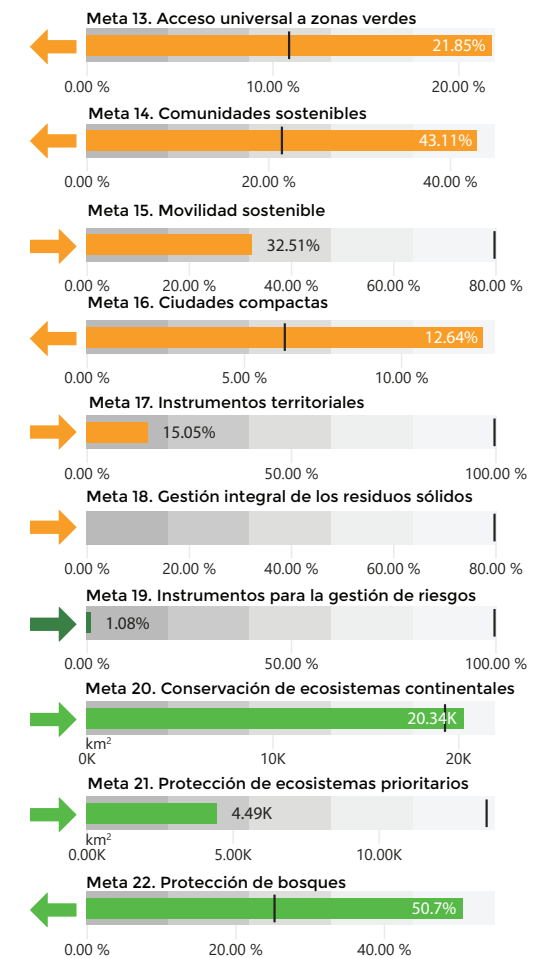 Meta 13. Acceso universal a zonas verdes
21.85%
0.00 % 10.00 % 20.00 %
Meta 14. Comunidades sostenibles
43.11%
0.00 % 20.00 % 40.00 %
Meta 15. Movilidad sostenible
32.51%
0.00 % 20.00 % 40.00 % 60.00 % 80.00 %
Meta 16. Ciudades compactas
12.64%
0.00 % 5.00 % 10.00 %
Meta 17. Instrumentos territoriales
15.05%
0.00 % 50.00 % 100.00 %
Meta 18. Gestión integral de los residuos sólidos
0.00 % 20.00 % 40.00 % 60.00 % 80.00 %
Meta 19. Instrumentos para la gestión de riesgos
1.08%
0.00 % 50.00 % 100.00 %
Meta 20. Conservación de ecosistemas continentales
20.34K
km²
0K 10K 20K
Meta 21. Protección de ecosistemas prioritarios
4.49K
km²
0.00K 5.00K 10.00K
Meta 22. Protección de bosques
50.7%
0.00 % 20.00 % 40.00 %